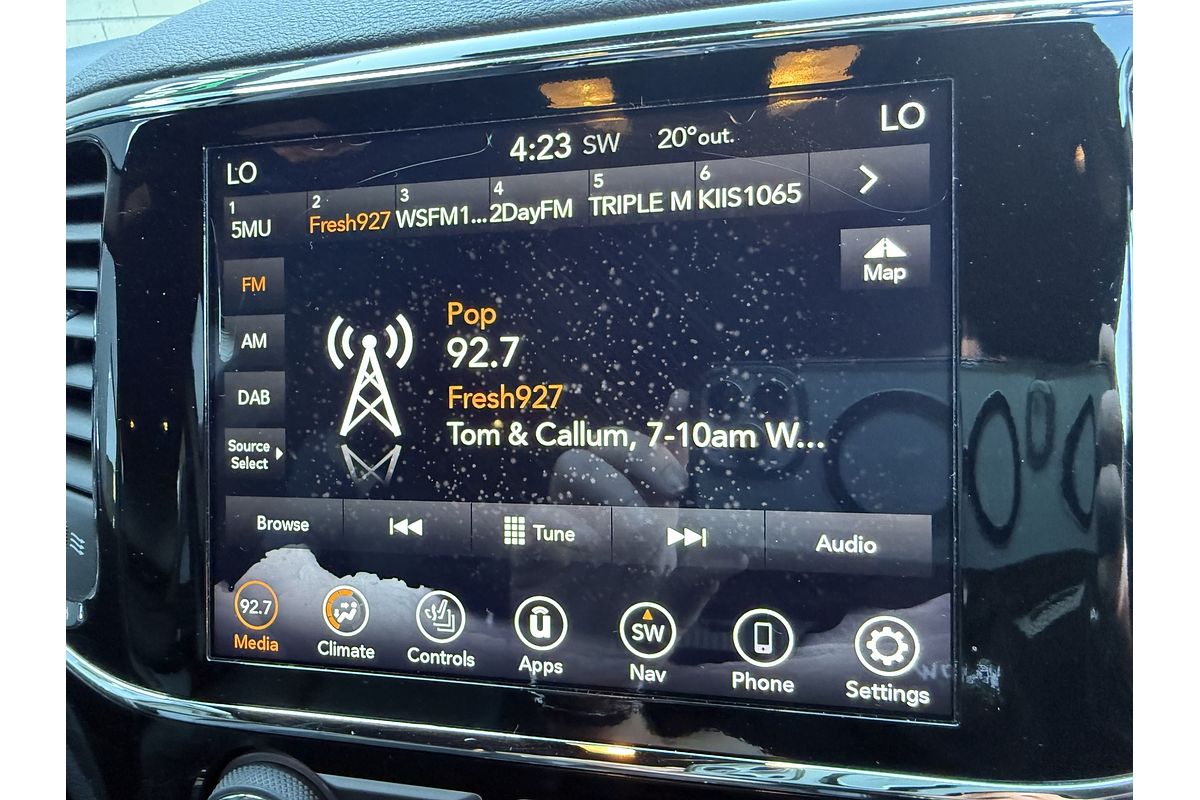 LO
4:23 SW 20° out.
LO
1
5MU
2
Fresh927
3
WSFM1...
4
2DayFM
5
TRIPLE M
6
KIIS1065
Map
FM
AM
DAB
Source
Select
Pop
92.7
Fresh927
Tom & Callum, 7-10am W...
Browse
Tune
Audio
92.7
Media
Climate
Controls
u
Apps
SW
Nav
Phone
Settings